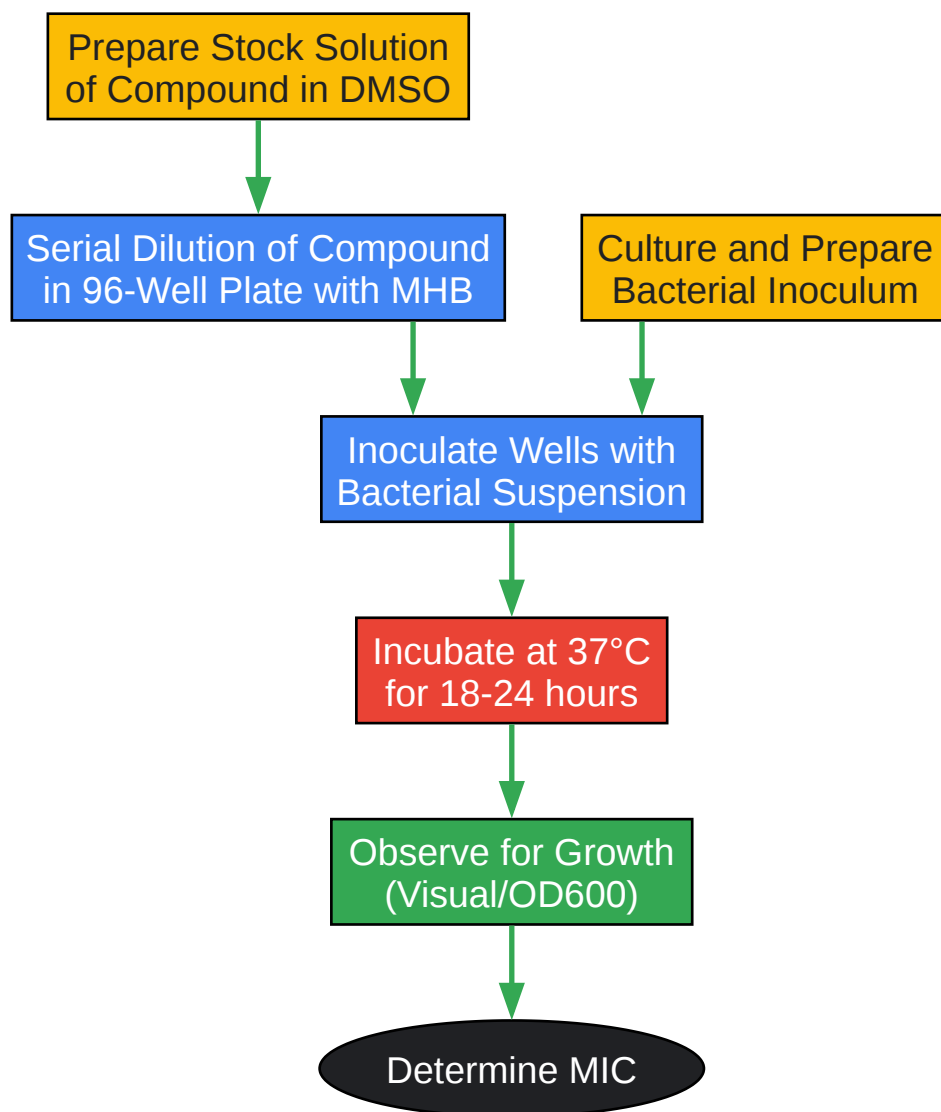 Prepare Stock Solution
of Compound in DMSO
Serial Dilution of Compound
in 96-Well Plate with MHB
Culture and Prepare
Bacterial Inoculum
Inoculate Wells with
Bacterial Suspension
Incubate at 37°C
for 18-24 hours
Observe for Growth
(Visual/OD600)
Determine MIC